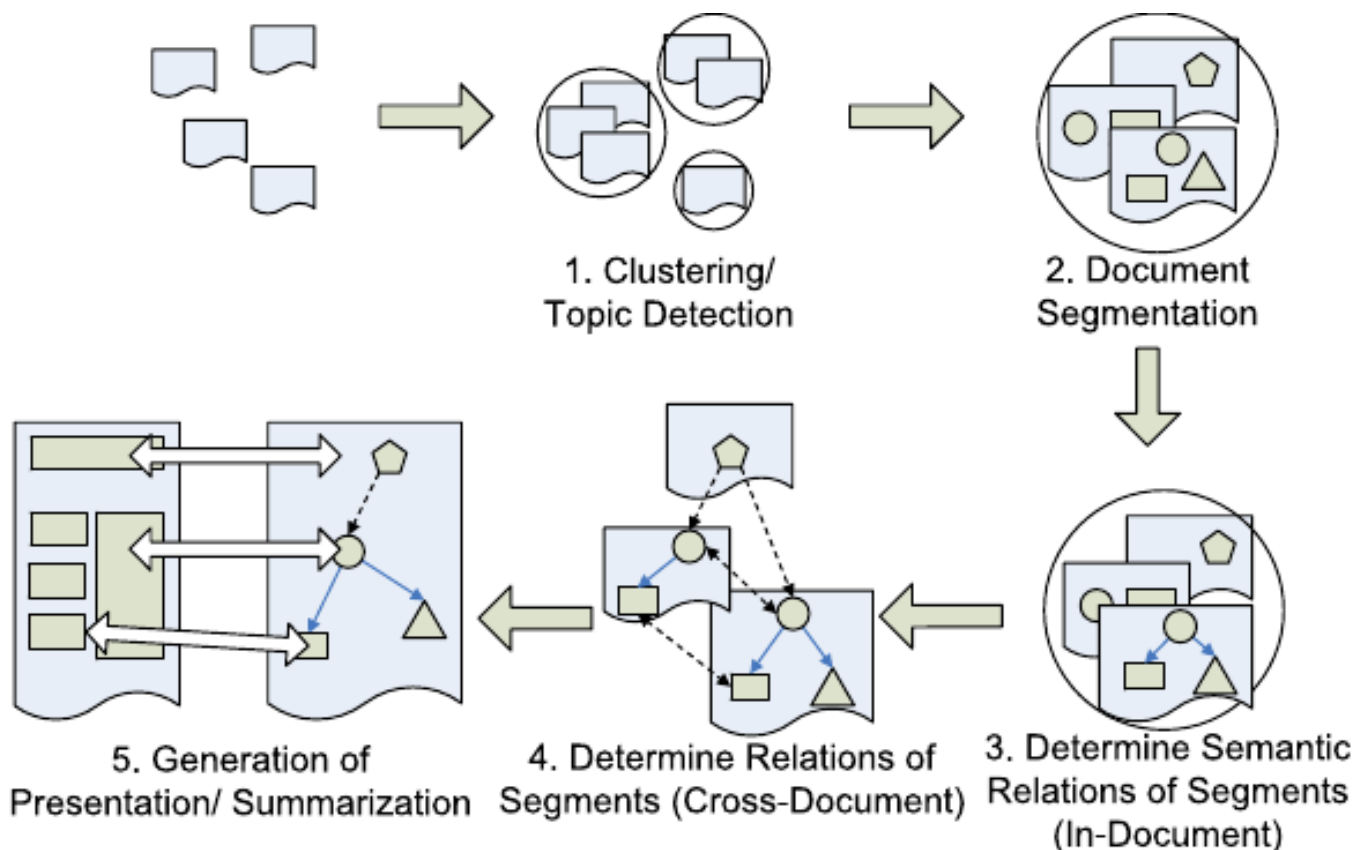 1. Clustering/
Topic Detection
2. Document
Segmentation
3. Determine Semantic
Relations of Segments
(In-Document)
4. Determine Relations of
Segments (Cross-Document)
5. Generation of
Presentation/ Summarization